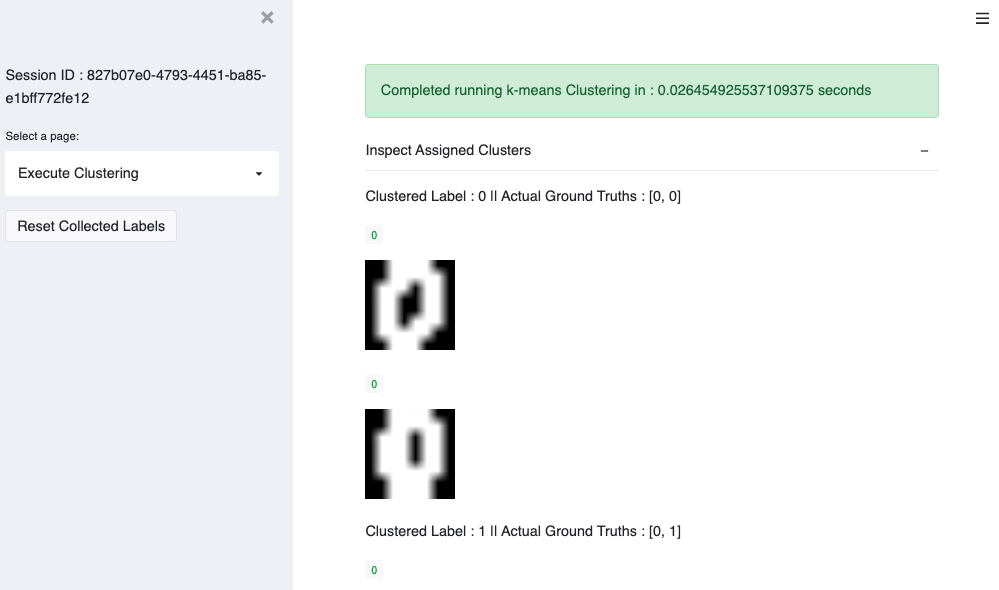 Session ID : 827b07e0-4793-4451-ba85-
e1bff772fe12
Select a page:
Execute Clustering
Reset Collected Labels
Completed running k-means Clustering in : 0.026454925537109375 seconds
Inspect Assigned Clusters
Clustered Label : 0 || Actual Ground Truths : [0, 0]
0
0
Clustered Label : 1 || Actual Ground Truths : [0, 1]
0